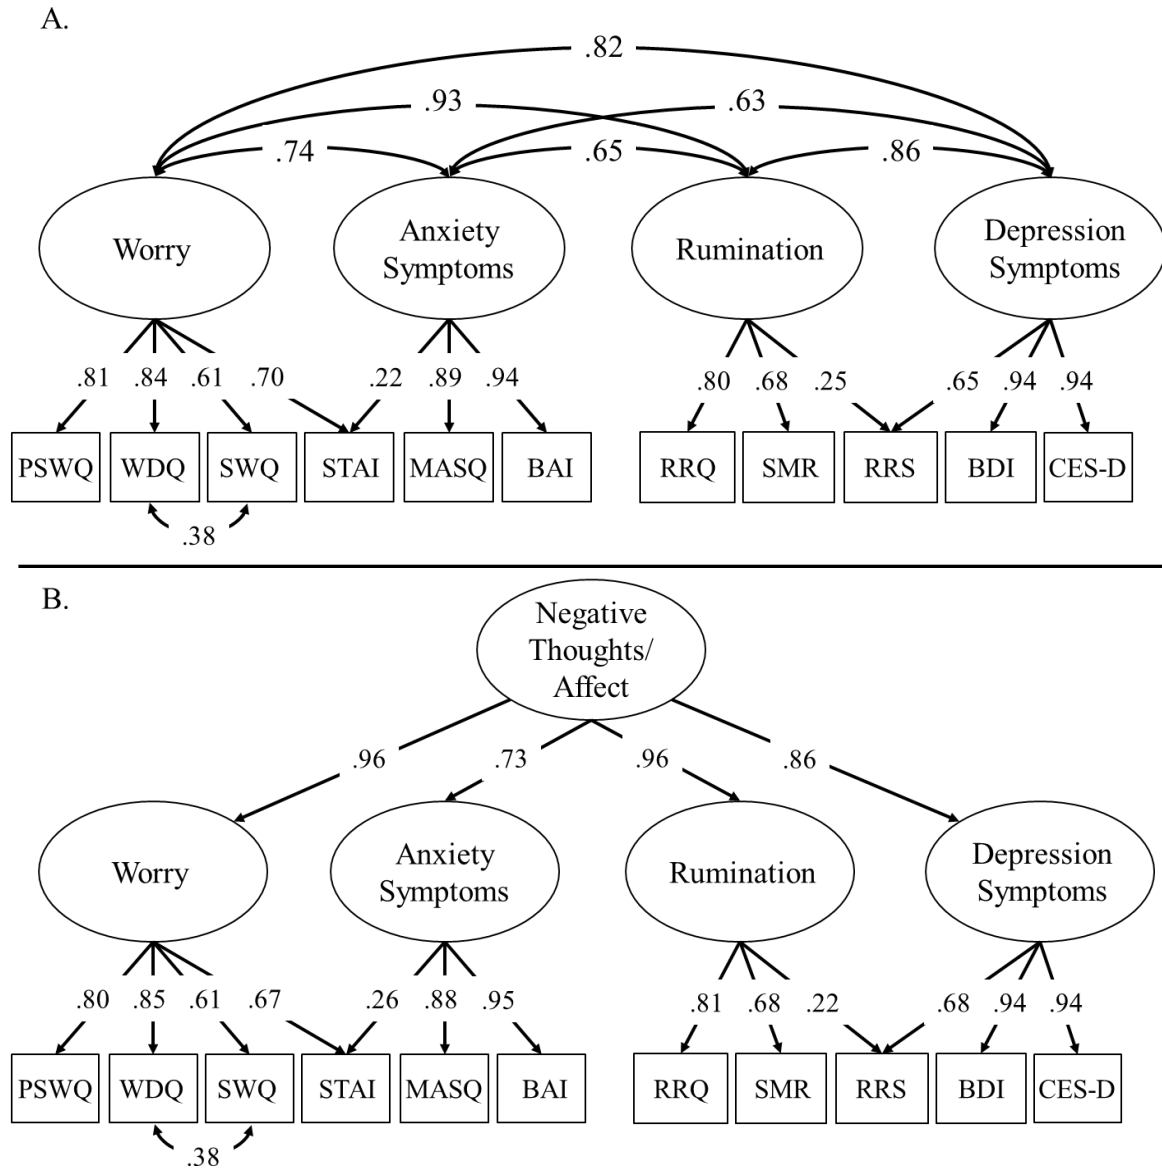 A.
.82
.93 .63
.74 .65 .86
Worry
Anxiety
Symptoms
Rumination
Depression
Symptoms
.81 .84 .61 .70 .22 .89 .94 .80 .68 .25 .65 .94 .94
PSWQ WDQ SWQ STAI MASQ BAI RRQ SMR RRS BDI CES-D
.38
B.
Negative
Thoughts/
Affect
.96 .73 .96 .86
Worry
Anxiety
Symptoms
Rumination
Depression
Symptoms
.80 .85 .61 .67 .26 .88 .95 .81 .68 .22 .68 .94 .94
PSWQ WDQ SWQ STAI MASQ BAI RRQ SMR RRS BDI CES-D
.38